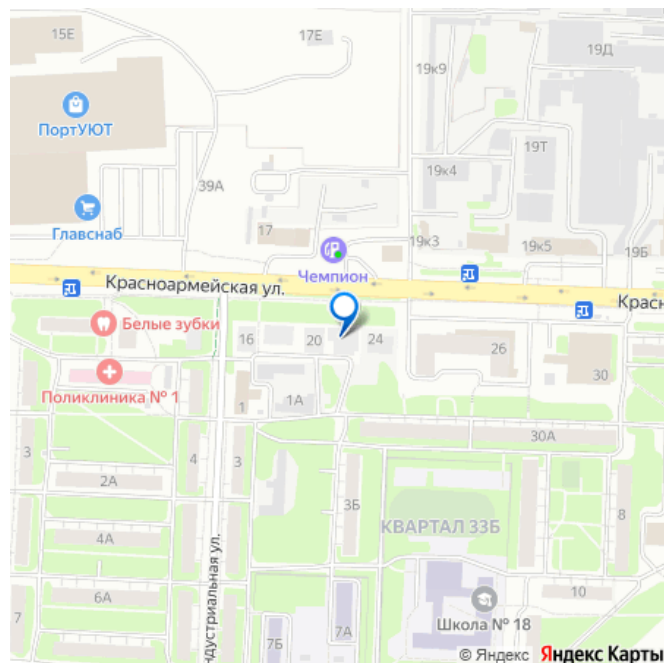 15Е
17Е
19Д
19к9
ПортУЮТ
19Т
19к4
39А
Главснаб
17
19к3
19к5
19Б
Чемпион
Красноармейская ул.
Красн
Белые зубки
16
20
24
26
30
Поликлиника № 1
1
1А
30А
3
4
3
2А
3Б
КВАРТАЛ 33Б
8
4А
ндустриальная ул.
6А
10
7
7Б
7А
Школа № 18
© Яндекс Яндекс Карты